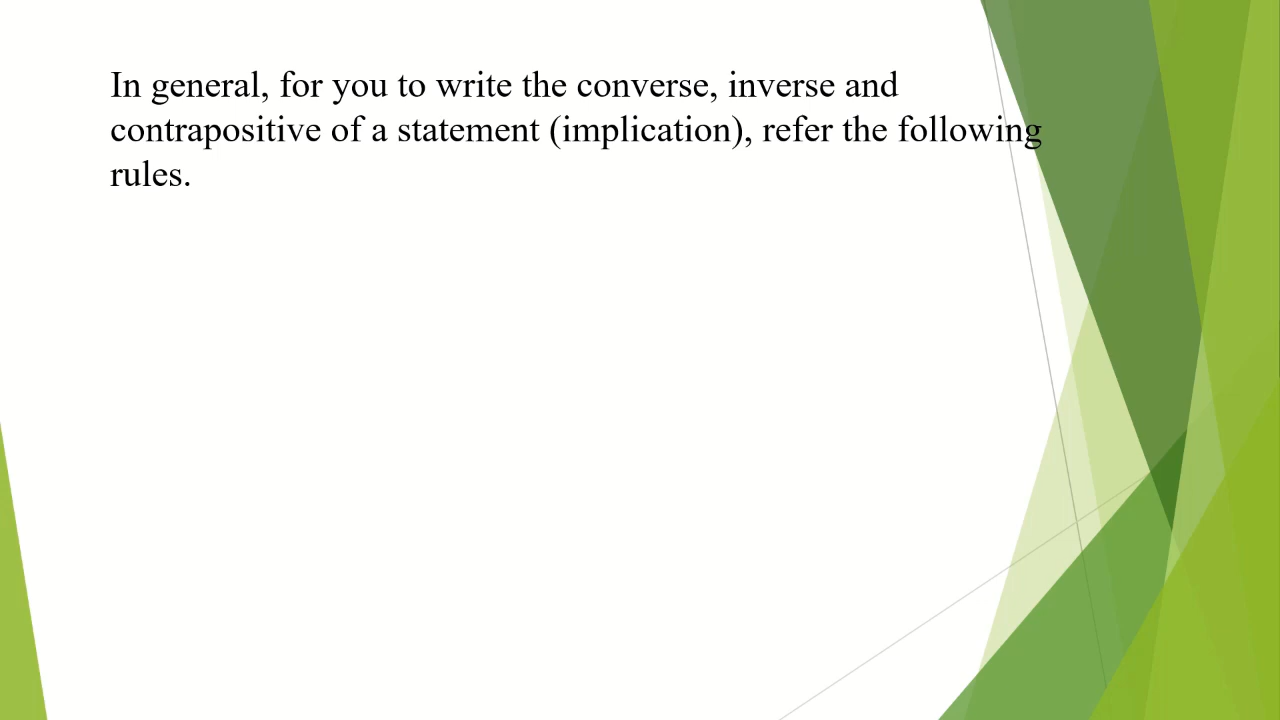 In general, for you to write the converse, inverse and
contrapositive of a statement (implication), refer the following
rules.